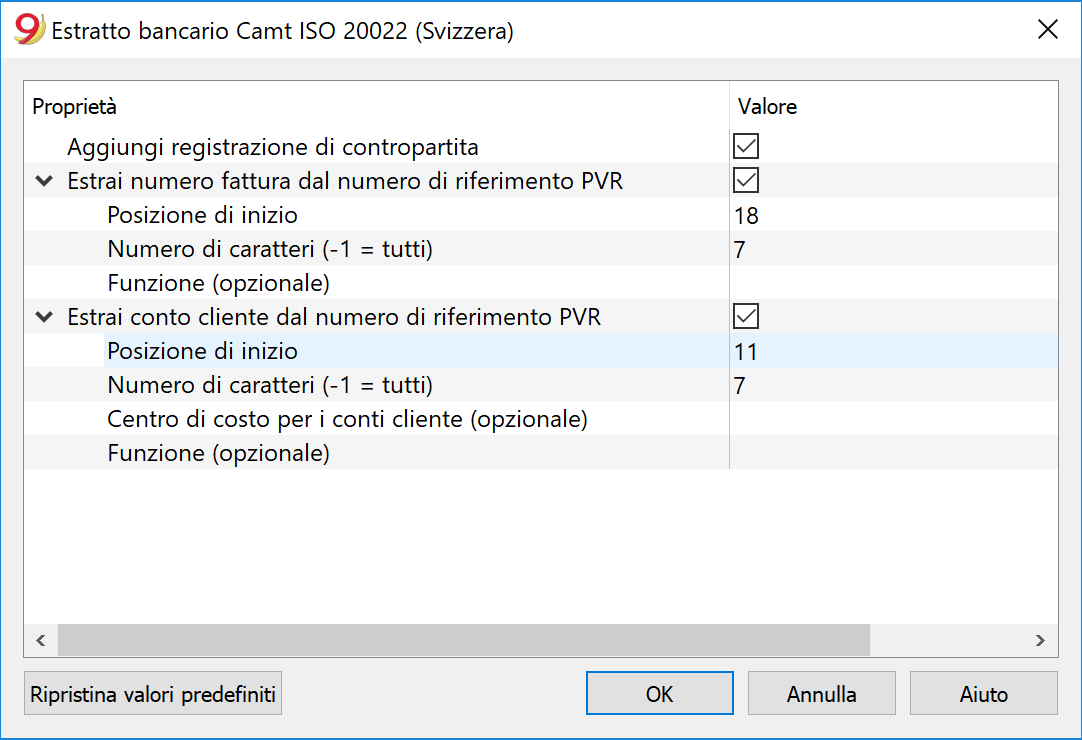 9 Estratto bancario Camt ISO 20022 (Svizzera)
Proprietà Valore
Aggiungi registrazione di contropartita
Estrai numero fattura dal numero di riferimento PVR
Posizione di inizio 18
Numero di caratteri (-1 = tutti) 7
Funzione (opzionale)
Estrai conto cliente dal numero di riferimento PVR
Posizione di inizio 11
Numero di caratteri (-1 = tutti) 7
Centro di costo per i conti cliente (opzionale)
Funzione (opzionale)
Ripristina valori predefiniti OK Annulla Aiuto